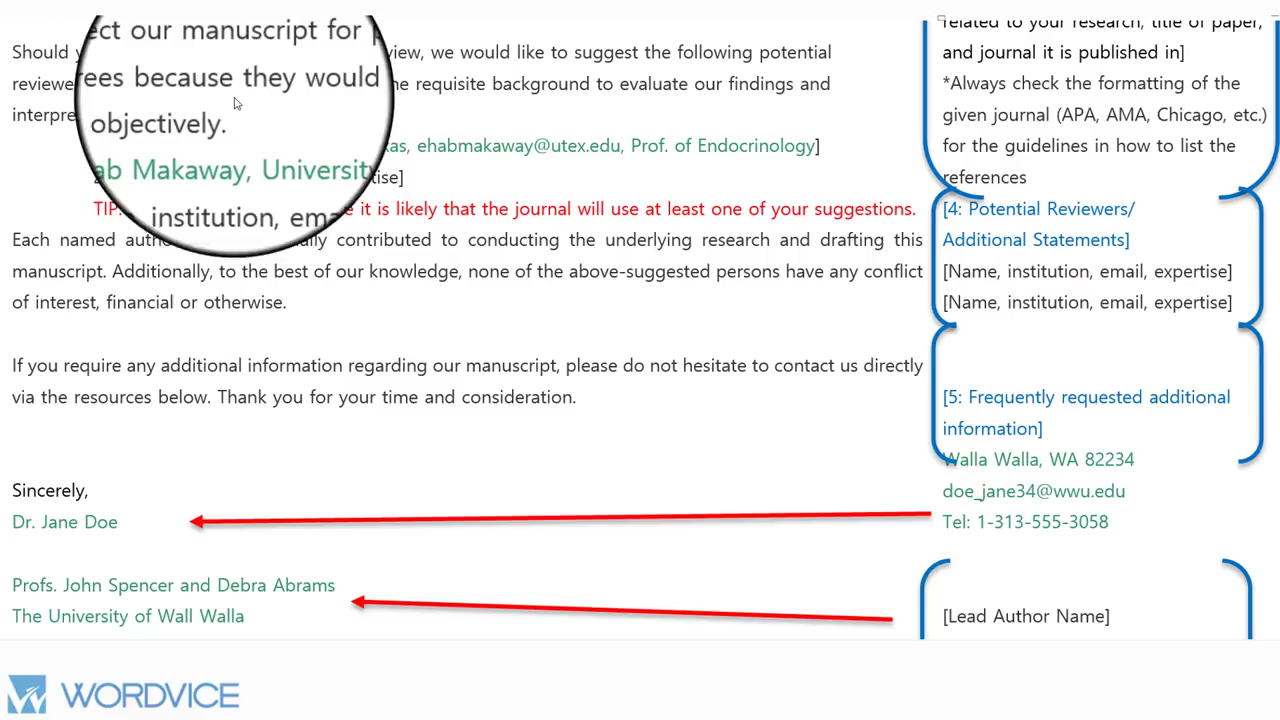 ect our manuscript for
Should view, we would like to suggest the following potential
reviewe ees because they would he requisite background to evaluate our findings and
interpre objectively.
as, ehabmakaway@utex.edu, Prof. of Endocrinology]
ab Makaway, Universit
tise]
TIP: institution, ema e it is likely that the journal will use at least one of your suggestions.
Each named autho ally contributed to conducting the underlying research and drafting this
manuscript. Additionally, to the best of our knowledge, none of the above-suggested persons have any conflict
of interest, financial or otherwise.
If you require any additional information regarding our manuscript, please do not hesitate to contact us directly
via the resources below. Thank you for your time and consideration.
Sincerely,
Dr. Jane Doe
Profs. John Spencer and Debra Abrams
The University of Wall Walla
related to your research, title of paper,
and journal it is published in]
*Always check the formatting of the
given journal (APA, AMA, Chicago, etc.)
for the guidelines in how to list the
references
[4: Potential Reviewers/
Additional Statements]
[Name, institution, email, expertise]
[Name, institution, email, expertise]
[5: Frequently requested additional
information]
Walla Walla, WA 82234
doe_jane34@wwu.edu
Tel: 1-313-555-3058
[Lead Author Name]
WORDVICE